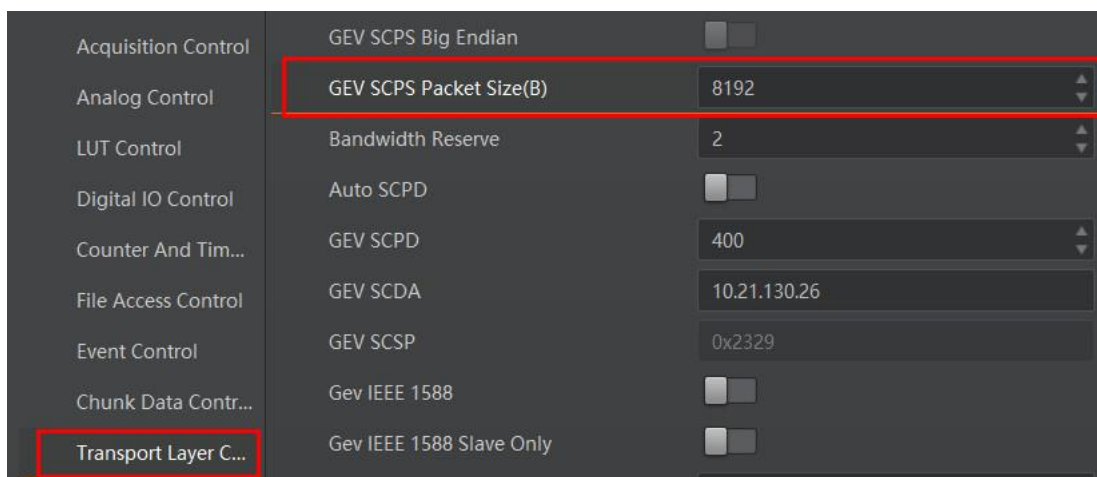 Acquisition Control
Analog Control
LUT Control
Digital IO Control
Counter And Tim...
File Access Control
Event Control
Chunk Data Contr...
Transport Layer C...
GEV SCPS Big Endian
GEV SCPS Packet Size(B) 8192
Bandwidth Reserve 2
Auto SCPD
GEV SCPD 400
GEV SCDA 10.21.130.26
GEV SCSP 0x2329
Gev IEEE 1588
Gev IEEE 1588 Slave Only